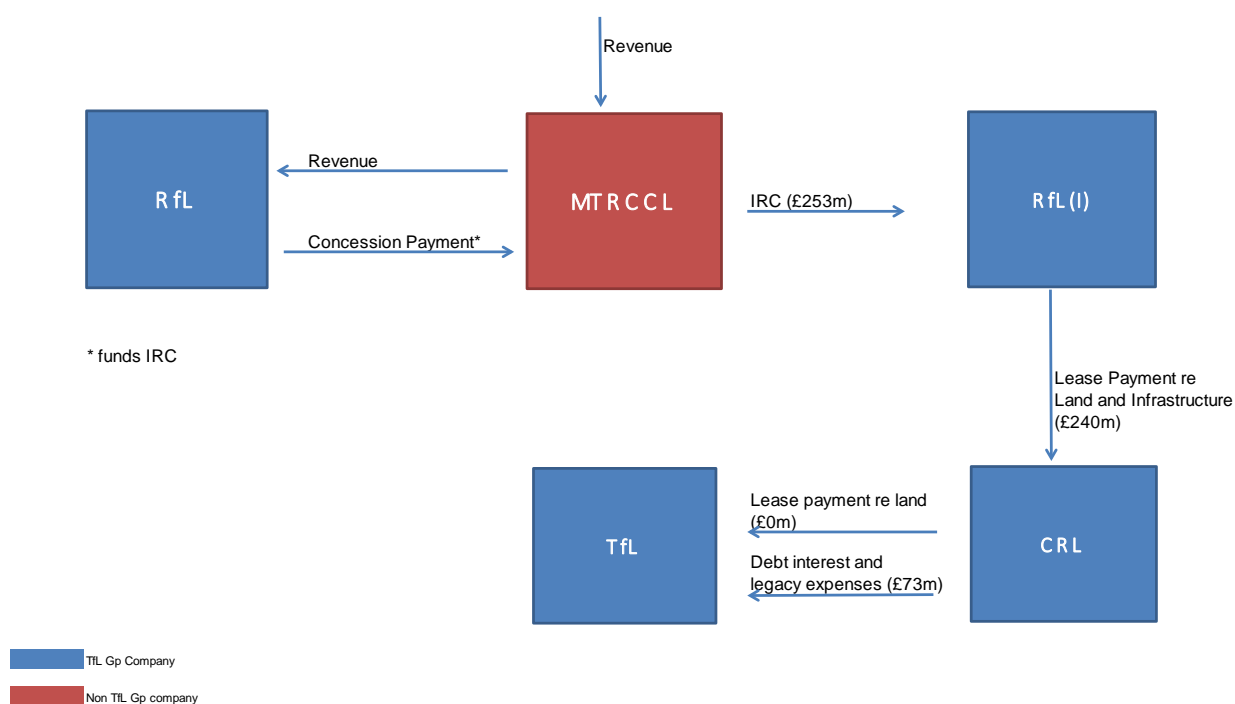 Revenue
Revenue
RfL
MTRCCL
IRC (£253m)
RfL(I)
Concession Payment*
* funds IRC
Lease Payment re
Land and Infrastructure
(£240m)
Lease payment re land
(£0m)
TfL
CRL
Debt interest and
legacy expenses (£73m)
TfL Gp Company
Non TfL Gp company